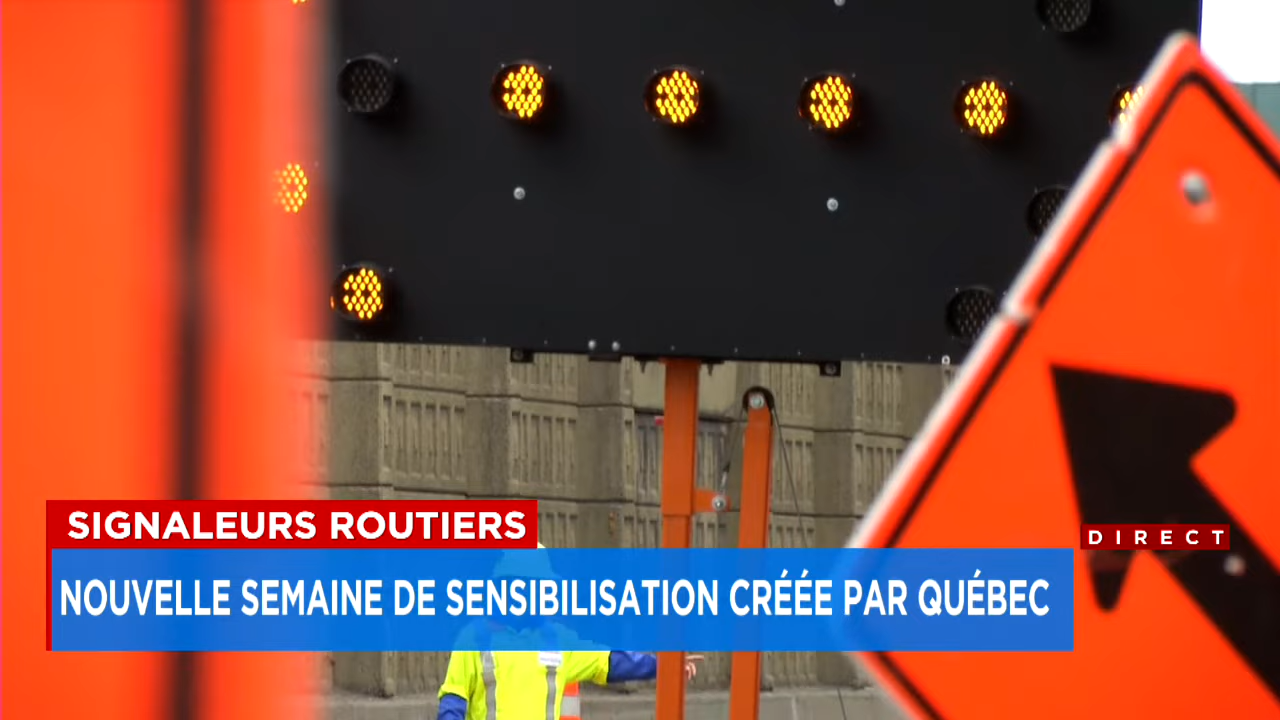 SIGNALEURS ROUTIERS
NOUVELLE SEMAINE DE SENSIBILISATION CRÉÉE PAR QUÉBEC
DIRECT